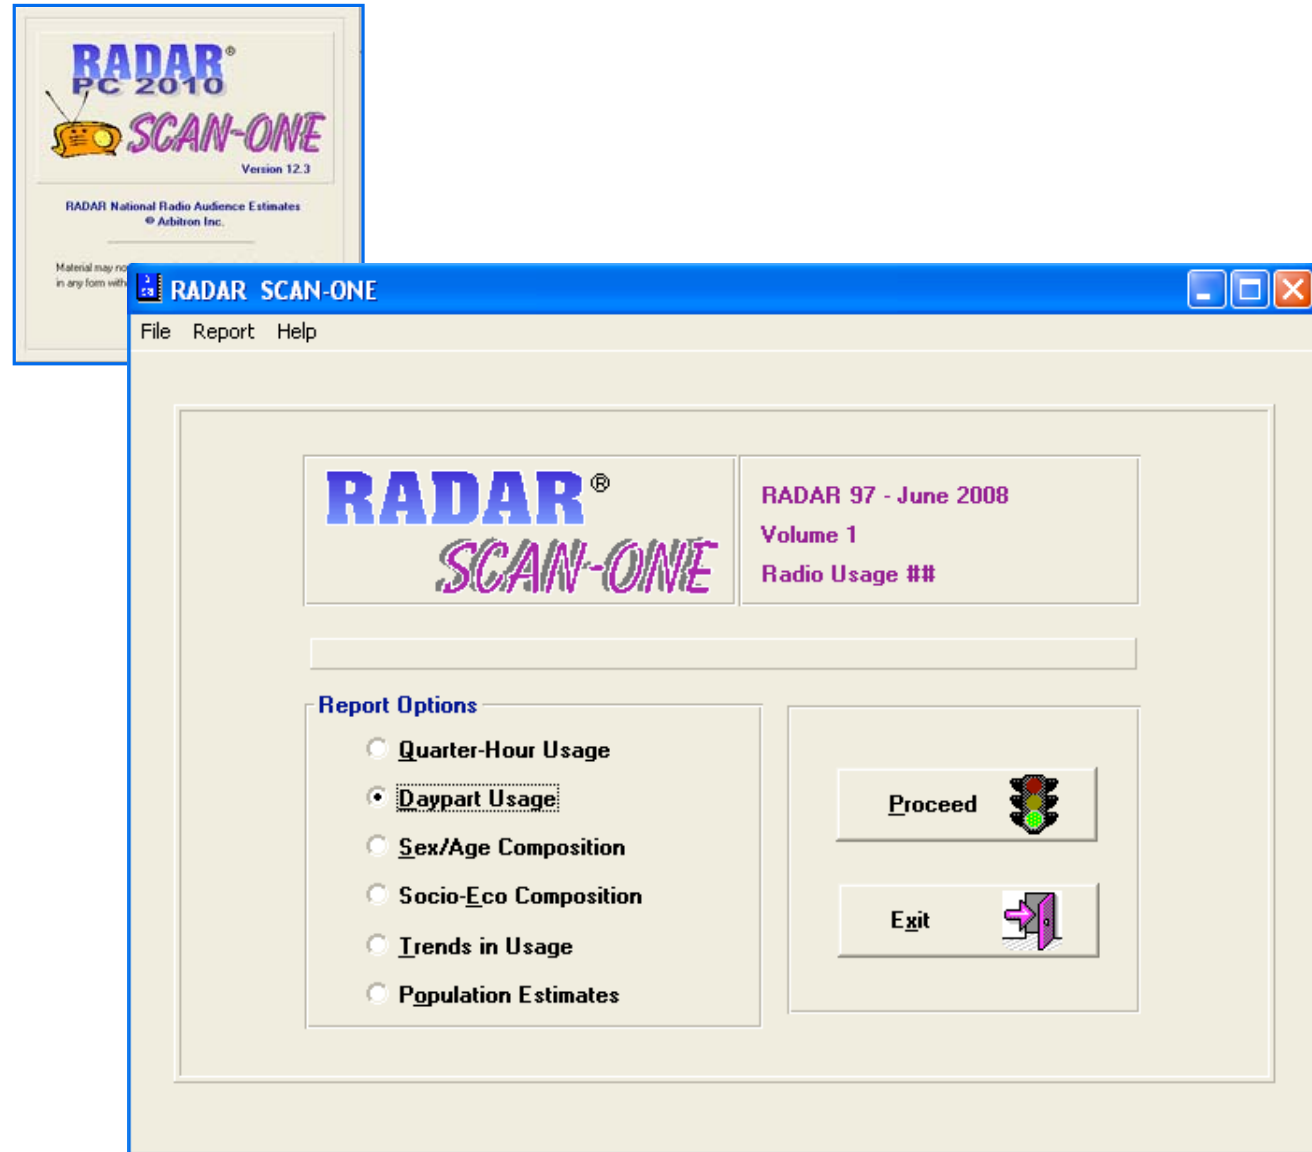 RADAR®
PC 2010
SCAN-ONE
Version 12.3
RADAR National Radio Audience Estimates
© Arbitron Inc.
Material may no
in any form with
RADAR SCAN-ONE
File Report Help
RADAR®
SCAN-ONE
RADAR 97 - June 2008
Volume 1
Radio Usage ##
Report Options
Quarter-Hour Usage
Daypart Usage
Sex/Age Composition
Socio-Eco Composition
Trends in Usage
Population Estimates
Proceed
Exit